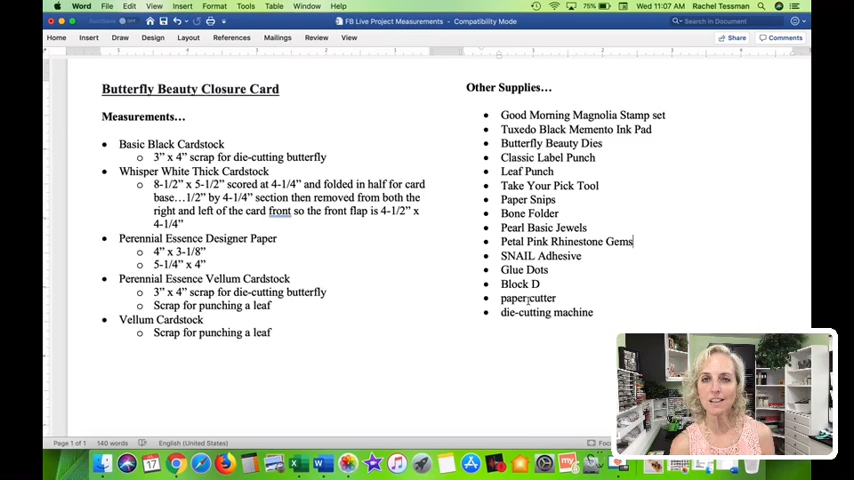 Word File Edit View Insert Format Tools Table Window Help
75% Wed 11:07 AM Rachel Tessman
FB Live Project Measurements - Compatibility Mode
Search in Document
Home Insert Draw Design Layout References Mailings Review View
Share Comments
Butterfly Beauty Closure Card
Measurements…
• Basic Black Cardstock
o 3” x 4” scrap for die-cutting butterfly
• Whisper White Thick Cardstock
o 8-1/2” x 5-1/2” scored at 4-1/4” and folded in half for card
base…1/2” by 4-1/4” section then removed from both the
right and left of the card front so the front flap is 4-1/2” x
4-1/4”
• Perennial Essence Designer Paper
o 4” x 3-1/8”
o 5-1/4” x 4”
• Perennial Essence Vellum Cardstock
o 3” x 4” scrap for die-cutting butterfly
o Scrap for punching a leaf
• Vellum Cardstock
o Scrap for punching a leaf
Other Supplies…
• Good Morning Magnolia Stamp set
• Tuxedo Black Memento Ink Pad
• Butterfly Beauty Dies
• Classic Label Punch
• Leaf Punch
• Take Your Pick Tool
• Paper Snips
• Bone Folder
• Pearl Basic Jewels
• Petal Pink Rhinestone Gems
• SNAIL Adhesive
• Glue Dots
• Block D
• paper cutter
• die-cutting machine
Page 1 of 1 140 words English (United States)
17